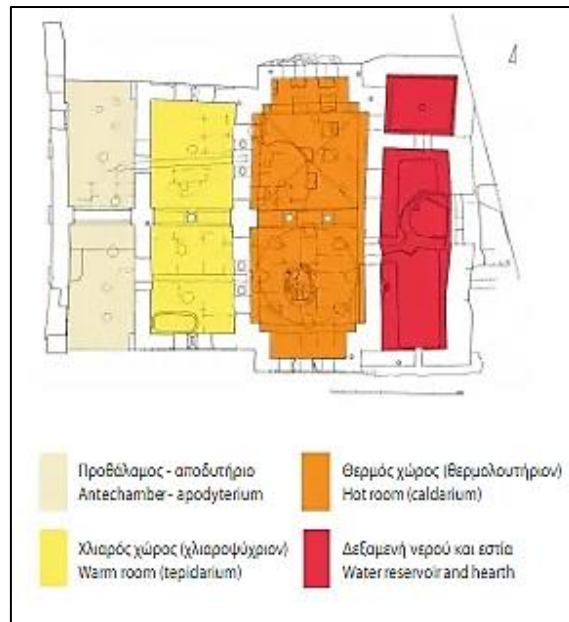 Προθάλαμος - αποδυτήριο
Antechamber - apodyterium
Θερμός χώρος (θερμολουτήριον)
Hot room (caldarium)
Χλιαρός χώρος (χλιαροψύχριον)
Warm room (tepidarium)
Δεξαμενή νερού και εστία
Water reservoir and hearth